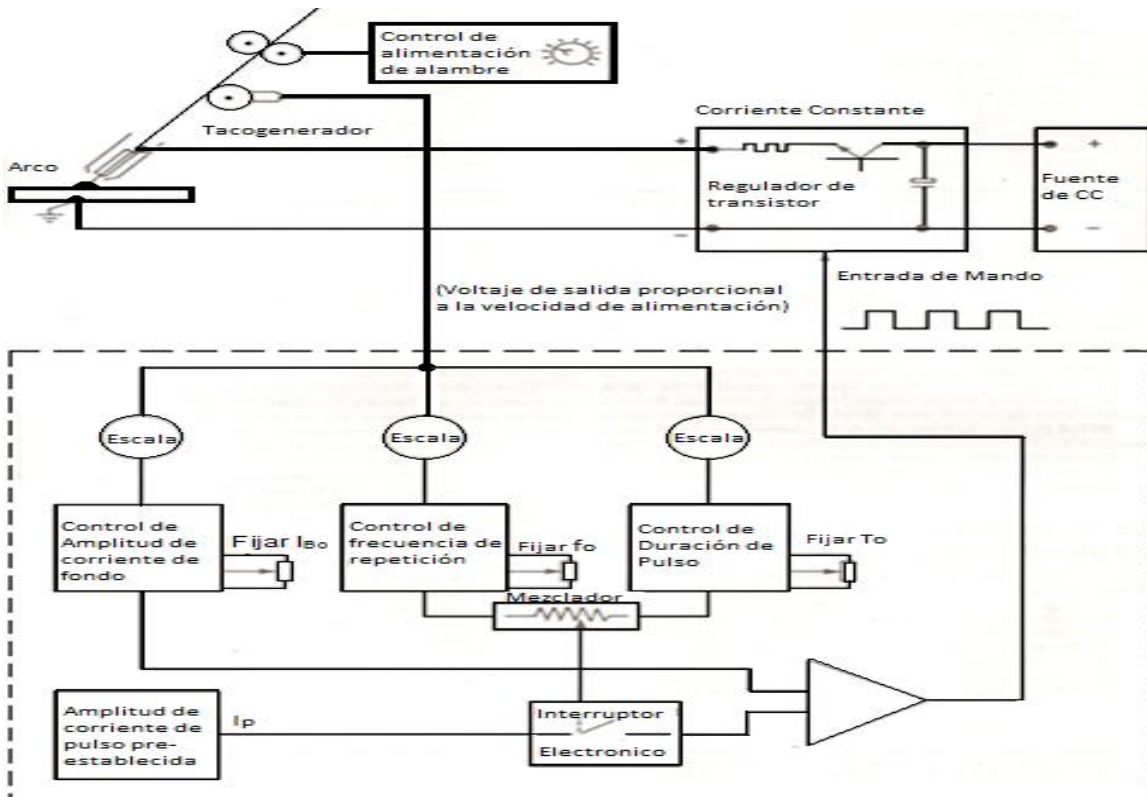 Control de
alimentación
de alambre
Tacogenerador
Arco
Corriente Constante
+
+
Regulador de
transistor
Fuente
de CC
−
−
Entrada de Mando
(Voltaje de salida proporcional
a la velocidad de alimentación)
Escala
Escala
Escala
Control de
Amplitud de
corriente de
fondo
Fijar IBo
Control de
frecuencia de
repetición
Fijar fo
Control de
Duración de
Pulso
Fijar To
Mezclador
Amplitud de
corriente de
pulso pre-
establecida
Ip
Interruptor
Electronico